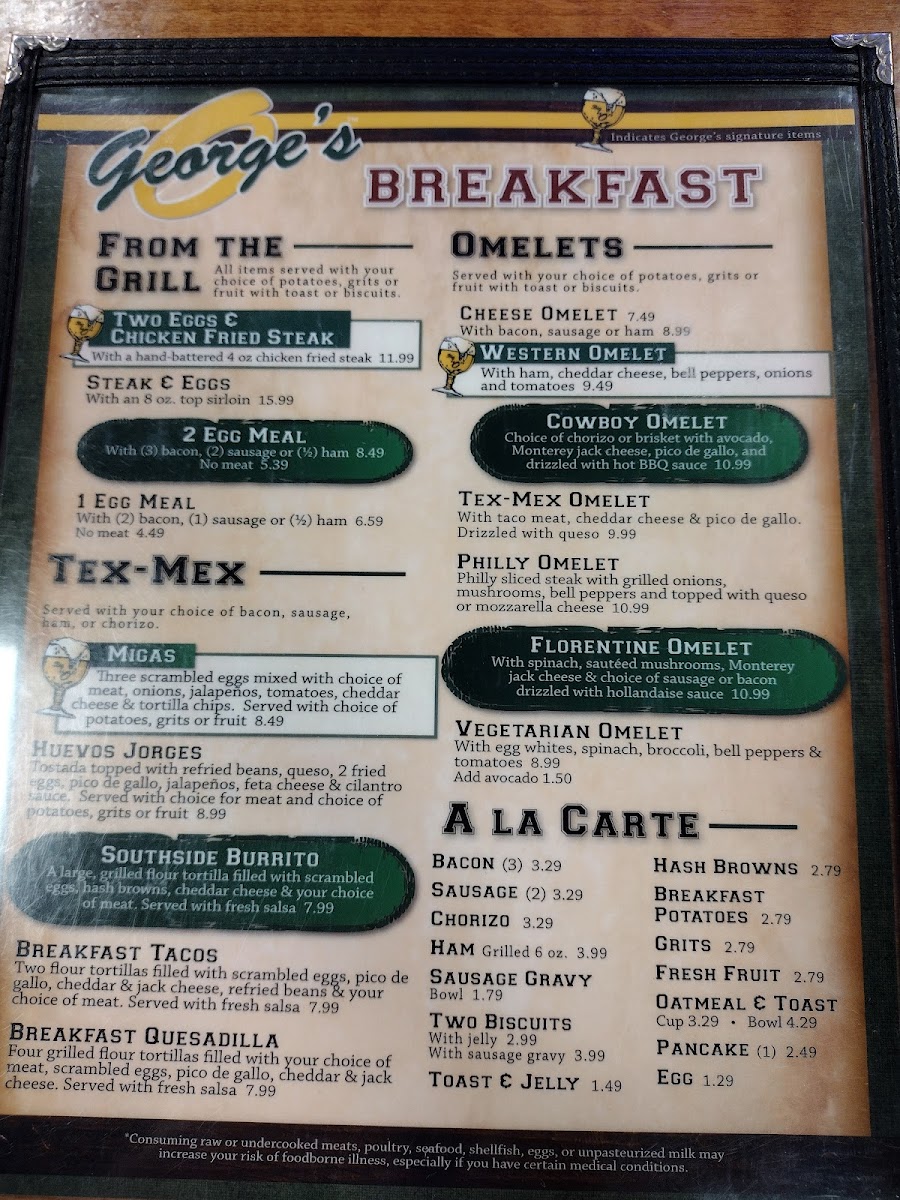 George's
Indicates George's signature items
BREAKFAST
FROM THE
GRILL
All items served with your
choice of potatoes, grits or
fruit with toast or biscuits.
TWO EGGS &
CHICKEN FRIED STEAK
With a hand-battered 4 oz chicken fried steak 11.99
STEAK & EGGS
With an 8 oz. top sirloin 15.99
2 EGG MEAL
With (3) bacon, (2) sausage or (½) ham 8.49
No meat 5.39
1 EGG MEAL
With (2) bacon, (1) sausage or (½) ham 6.59
No meat 4.49
TEX-MEX
Served with your choice of bacon, sausage,
ham, or chorizo.
MIGAS
Three scrambled eggs mixed with choice of
meat, onions, jalapeños, tomatoes, cheddar
cheese & tortilla chips. Served with choice of
potatoes, grits or fruit 8.49
HUEVOS JORGES
Tostada topped with refried beans, queso, 2 fried
eggs, pico de gallo, jalapeños, feta cheese & cilantro
sauce. Served with choice for meat and choice of
potatoes, grits or fruit 8.99
SOUTHSIDE BURRITO
A large, grilled flour tortilla filled with scrambled
eggs, hash browns, cheddar cheese & your choice
of meat. Served with fresh salsa 7.99
BREAKFAST TACOS
Two flour tortillas filled with scrambled eggs, pico de
gallo, cheddar & jack cheese, refried beans & your
choice of meat. Served with fresh salsa 7.99
BREAKFAST QUESADILLA
Four grilled flour tortillas filled with your choice of
meat, scrambled eggs, pico de gallo, cheddar & jack
cheese. Served with fresh salsa 7.99
OMELETS
Served with your choice of potatoes, grits or
fruit with toast or biscuits.
CHEESE OMELET 7.49
With bacon, sausage or ham 8.99
WESTERN OMELET
With ham, cheddar cheese, bell peppers, onions
and tomatoes 9.49
COWBOY OMELET
Choice of chorizo or brisket with avocado,
Monterey jack cheese, pico de gallo, and
drizzled with hot BBQ sauce 10.99
TEX-MEX OMELET
With taco meat, cheddar cheese & pico de gallo.
Drizzled with queso 9.99
PHILLY OMELET
Philly sliced steak with grilled onions,
mushrooms, bell peppers and topped with queso
or mozzarella cheese 10.99
FLORENTINE OMELET
With spinach, sautéed mushrooms, Monterey
jack cheese & choice of sausage or bacon
drizzled with hollandaise sauce 10.99
VEGETARIAN OMELET
With egg whites, spinach, broccoli, bell peppers &
tomatoes 8.99
Add avocado 1.50
A LA CARTE
BACON (3) 3.29
SAUSAGE (2) 3.29
CHORIZO 3.29
HAM Grilled 6 oz. 3.99
SAUSAGE GRAVY
Bowl 1.79
TWO BISCUITS
With jelly 2.99
With sausage gravy 3.99
TOAST & JELLY 1.49
HASH BROWNS 2.79
BREAKFAST
POTATOES 2.79
GRITS 2.79
FRESH FRUIT 2.79
OATMEAL & TOAST
Cup 3.29 • Bowl 4.29
PANCAKE (1) 2.49
EGG 1.29
*Consuming raw or undercooked meats, poultry, seafood, shellfish, eggs, or unpasteurized milk may
increase your risk of foodborne illness, especially if you have certain medical conditions.